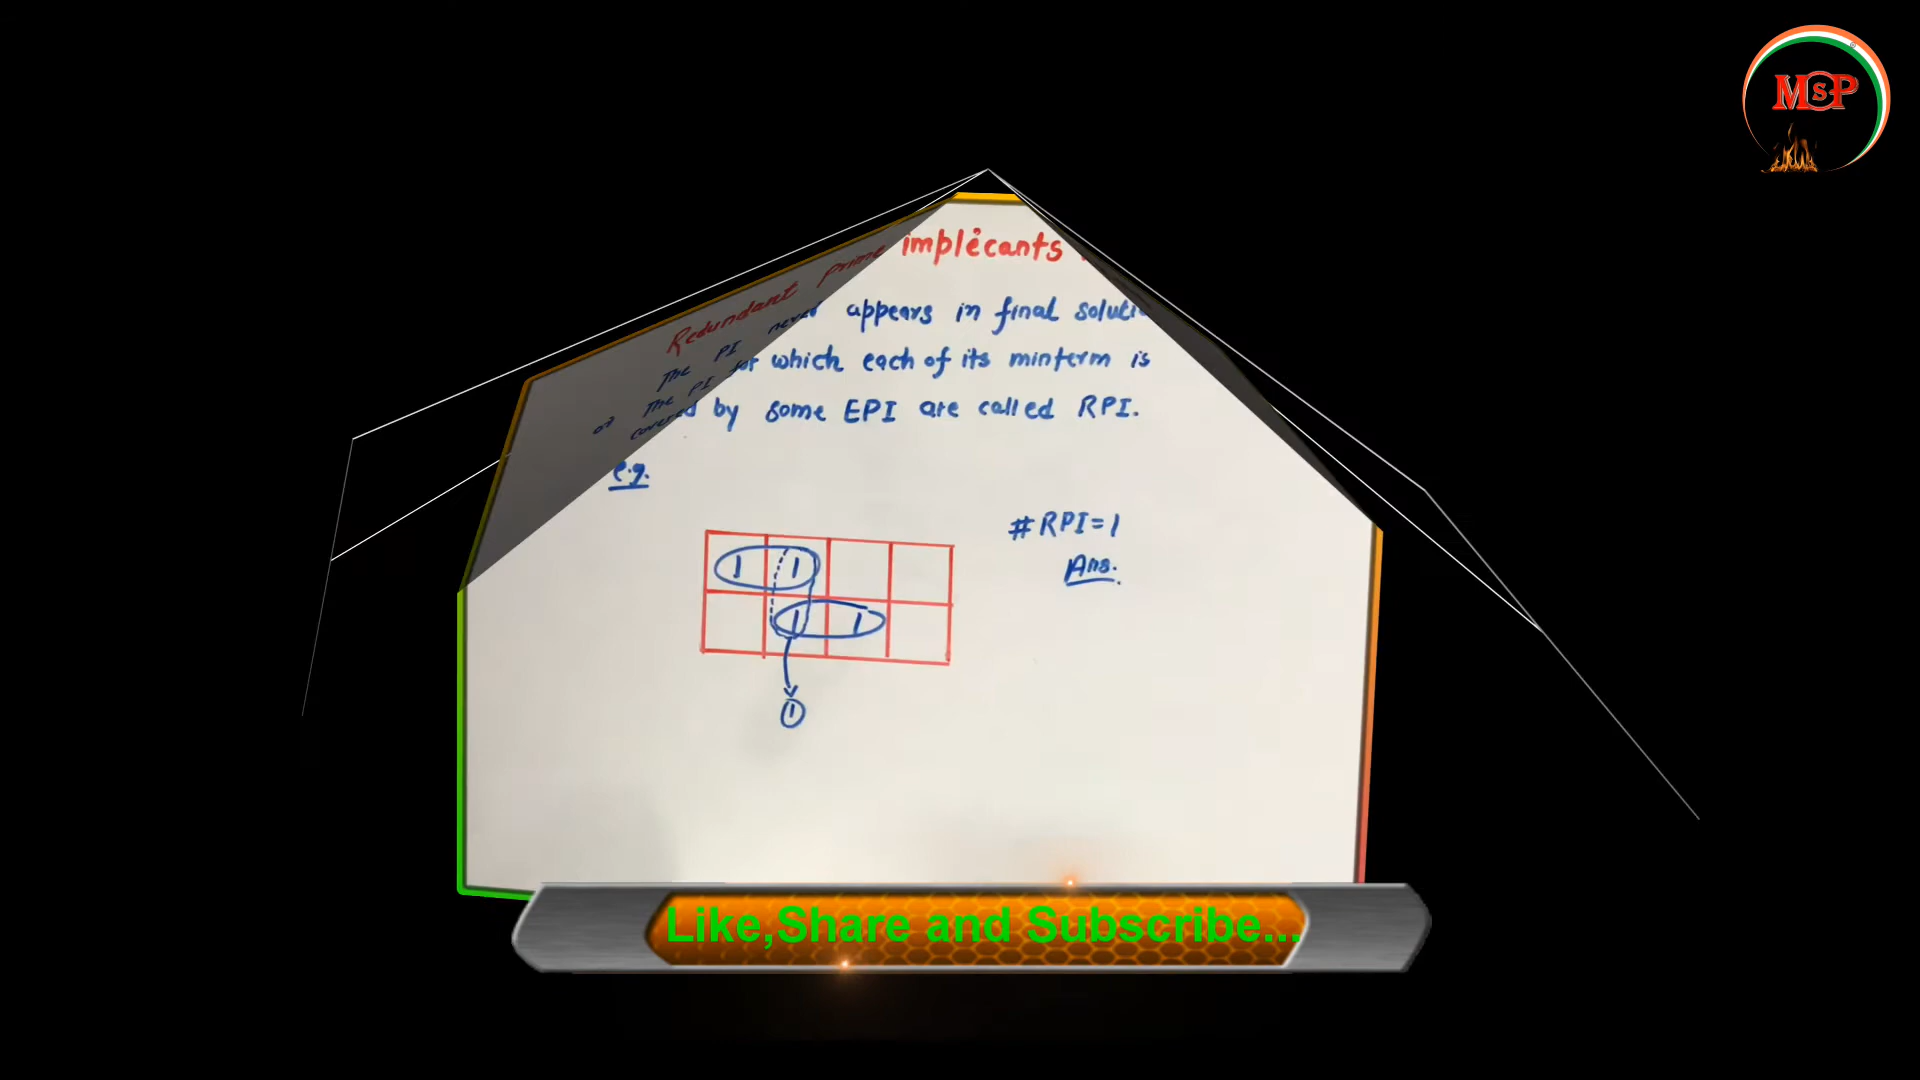 MSP
Redundant prime implicants
The PI never appears in final soluti
or The PI for which each of its minterm is
covered by some EPI are called RPI.
e.g.
# RPI = 1
Ans.
1 1
1 1
1
Like,Share and Subscribe...